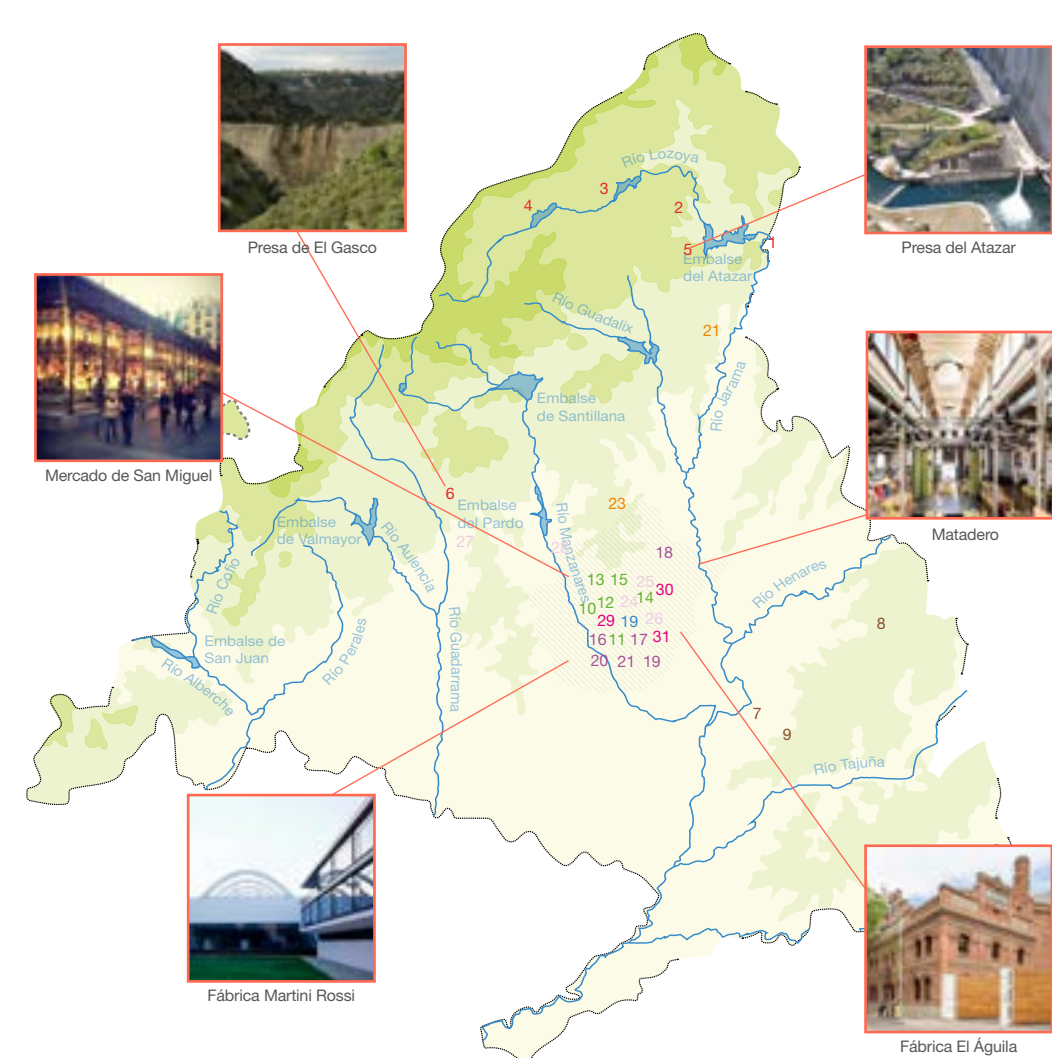 Río Lozoya
3
4
2
Presa de El Gasco
Presa del Atazar
1
5
Embalse
del Atazar
Río Guadalix
21
Río Jarama
Embalse
de Santillana
Mercado de San Miguel
6
Embalse
del Pardo
23
Matadero
Embalse
de Valmayor
Río Aulencia
27
28
Río Manzanares
18
Río Cofio
13 15 25
30
Río Henares
10 12 24 14
29 19 26
8
16 11 17 31
Embalse de
San Juan
Río Perales
Río Guadarrama
20 21 19
Río Alberche
7
9
Río Tajuña
Fábrica Martini Rossi
Fábrica El Águila